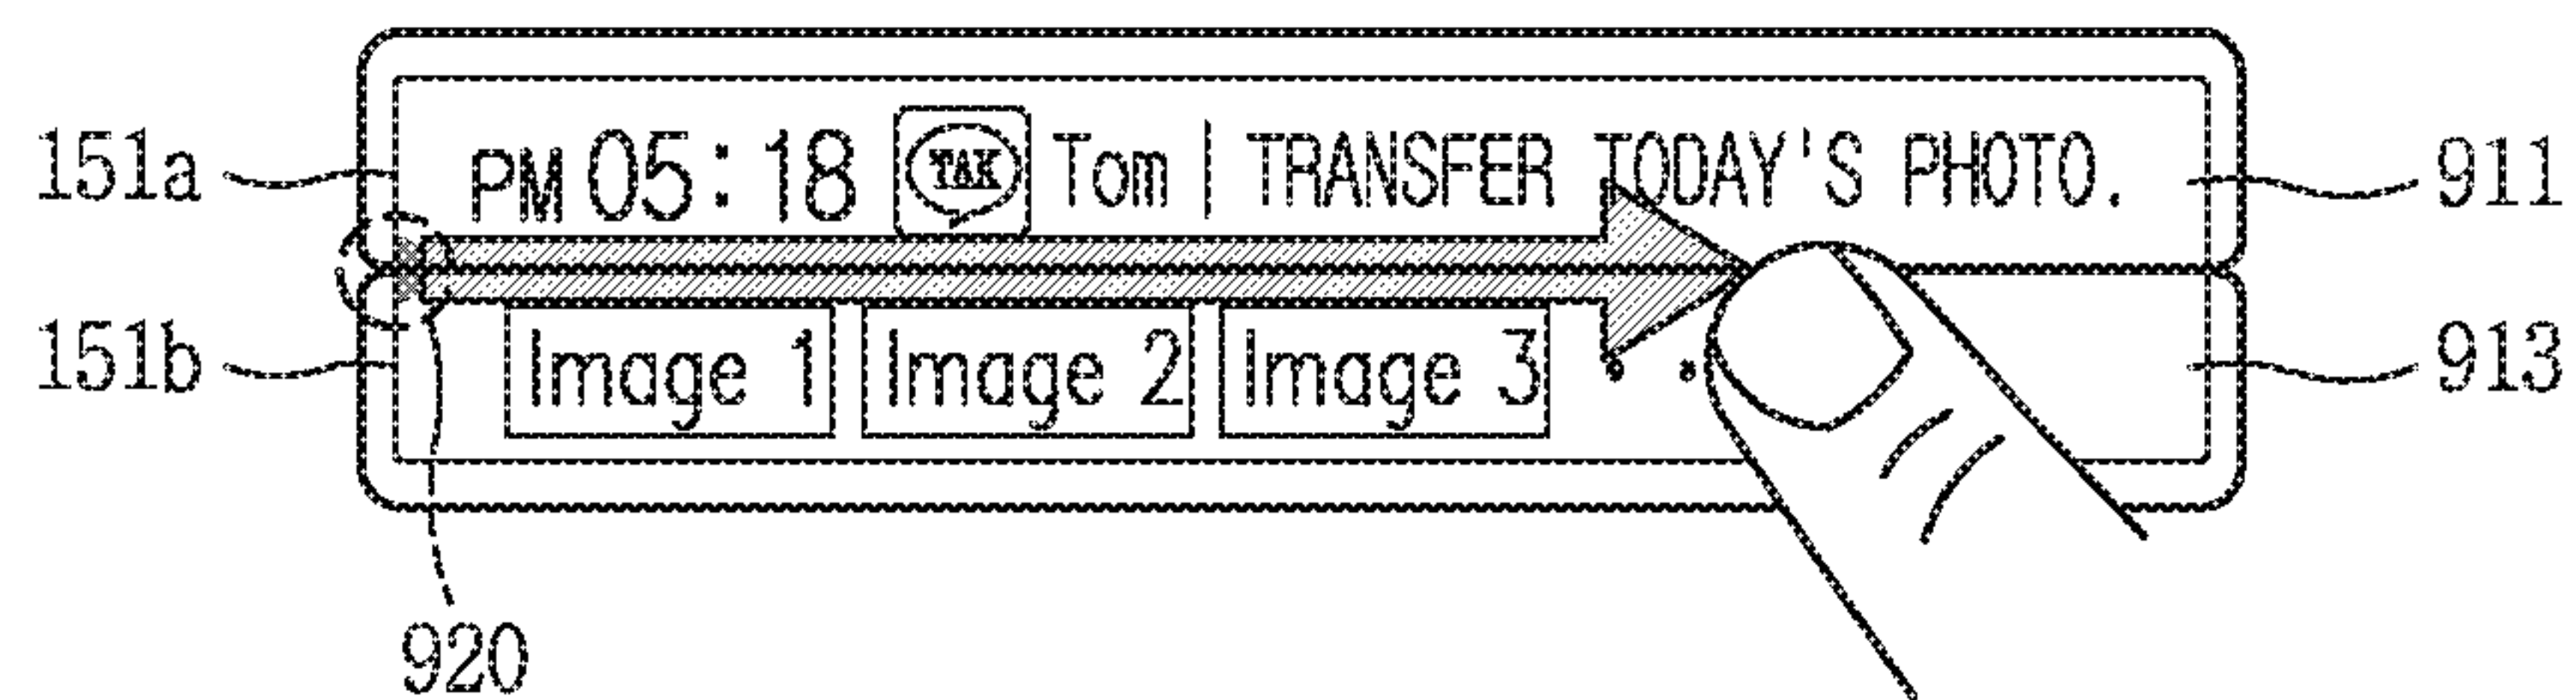 151a PM 05:18 TAK Tom | TRANSFER TODAY'S PHOTO. 911
151b Image 1 Image 2 Image 3 913
920